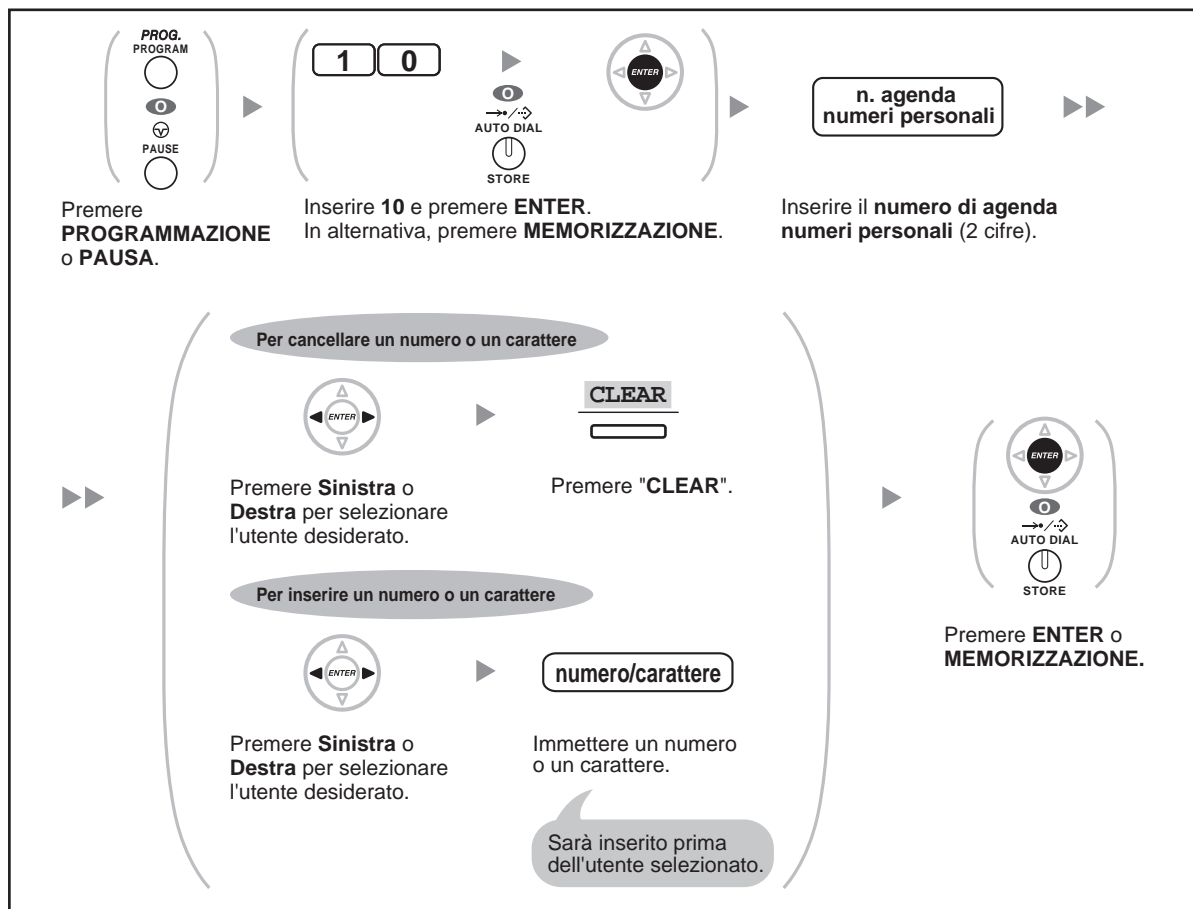 PROG.
PROGRAM
O
PAUSE
Premere
PROGRAMMAZIONE
o PAUSA.
1 0
O
AUTO DIAL
STORE
ENTER
Inserire 10 e premere ENTER.
In alternativa, premere MEMORIZZAZIONE.
n. agenda
numeri personali
Inserire il numero di agenda
numeri personali (2 cifre).
Per cancellare un numero o un carattere
ENTER
Premere Sinistra o
Destra per selezionare
l'utente desiderato.
CLEAR
Premere "CLEAR".
Per inserire un numero o un carattere
ENTER
Premere Sinistra o
Destra per selezionare
l'utente desiderato.
numero/carattere
Immettere un numero
o un carattere.
Sarà inserito prima
dell'utente selezionato.
ENTER
O
AUTO DIAL
STORE
Premere ENTER o
MEMORIZZAZIONE.